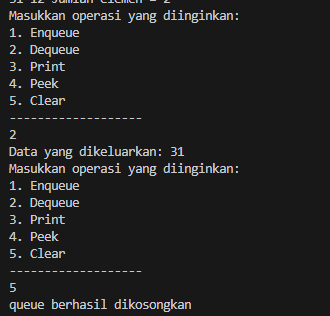 31 12 Jumlah elemen = 2
Masukkan operasi yang diinginkan:
1. Enqueue
2. Dequeue
3. Print
4. Peek
5. Clear
-------------------
2
Data yang dikeluarkan: 31
Masukkan operasi yang diinginkan:
1. Enqueue
2. Dequeue
3. Print
4. Peek
5. Clear
-------------------
5
queue berhasil dikosongkan